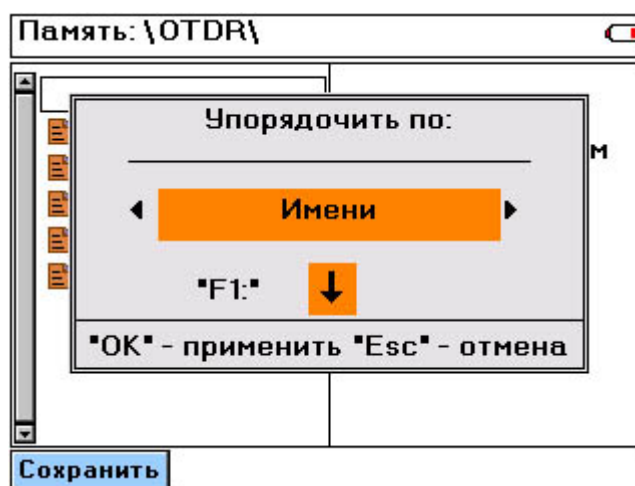 Память: \OTDR\
Упорядочить по:
м
Имени
"F1:"
"OK" - применить "Esc" - отмена
Сохранить